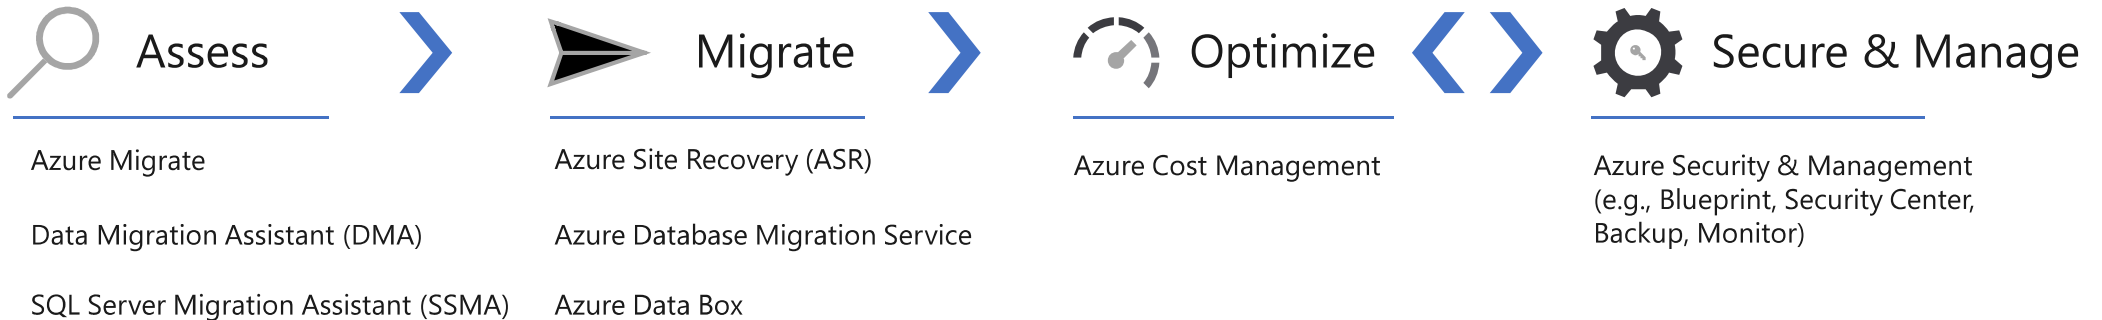 Assess
Migrate
Optimize
Secure & Manage
Azure Migrate
Data Migration Assistant (DMA)
SQL Server Migration Assistant (SSMA)
Azure Site Recovery (ASR)
Azure Database Migration Service
Azure Data Box
Azure Cost Management
Azure Security & Management
(e.g., Blueprint, Security Center,
Backup, Monitor)